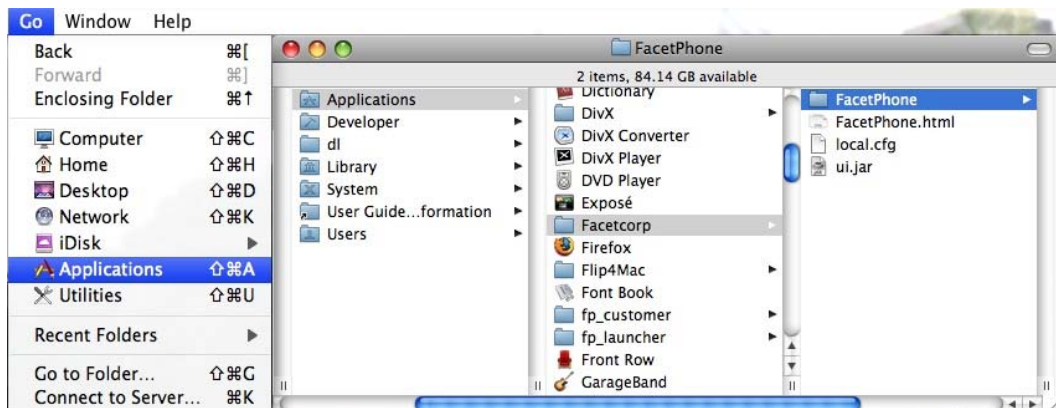 Go Window Help
Back ⌘[
Forward ⌘]
Enclosing Folder ⌘↑
Computer ⇧⌘C
Home ⇧⌘H
Desktop ⇧⌘D
Network ⇧⌘K
iDisk
Applications ⇧⌘A
Utilities ⇧⌘U
Recent Folders
Go to Folder... ⇧⌘G
Connect to Server... ⌘K
FacetPhone
2 items, 84.14 GB available
Applications
Developer
dl
Library
System
User Guide...formation
Users
Dictionary
DivX
DivX Converter
DivX Player
DVD Player
Exposé
Facetcorp
Firefox
Flip4Mac
Font Book
fp_customer
fp_launcher
Front Row
GarageBand
FacetPhone
FacetPhone.html
local.cfg
ui.jar